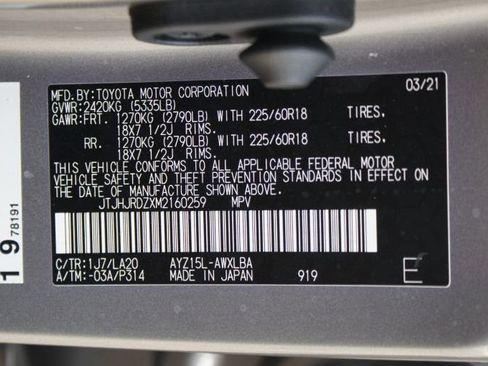 MFD.BY:TOYOTA MOTOR CORPORATION 03/21
GVWR:2420KG (5335LB)
GAWR:FRT. 1270KG (2790LB) WITH 225/60R18 TIRES,
18X7 1/2J RIMS.
RR. 1270KG (2790LB) WITH 225/60R18 TIRES,
18X7 1/2J RIMS.
THIS VEHICLE CONFORMS TO ALL APPLICABLE FEDERAL MOTOR
VEHICLE SAFETY, BUMPER, AND
THEFT PREVENTION STANDARDS IN EFFECT ON
THE DATE OF MANUFACTURE SHOWN ABOVE.
JTJHJRDZXM2160259 MPV
C/TR:1J7/LA20 AYZ15L-AWXLBA
A/TM:-03A/P314 MADE IN JAPAN 919 E
19 78191